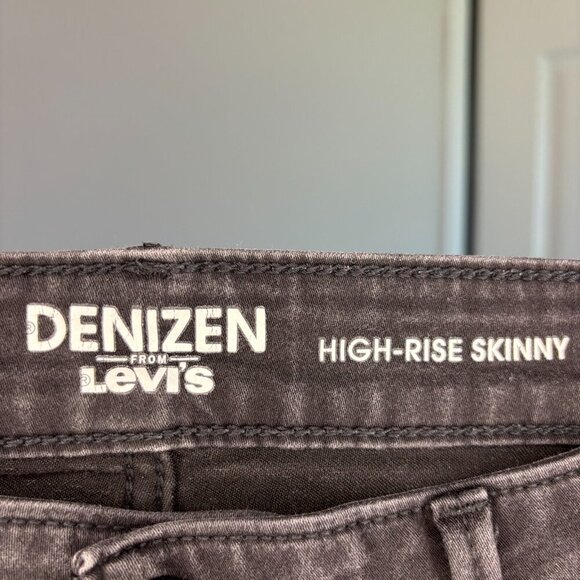 DENIZEN
FROM
Levi's
HIGH-RISE SKINNY